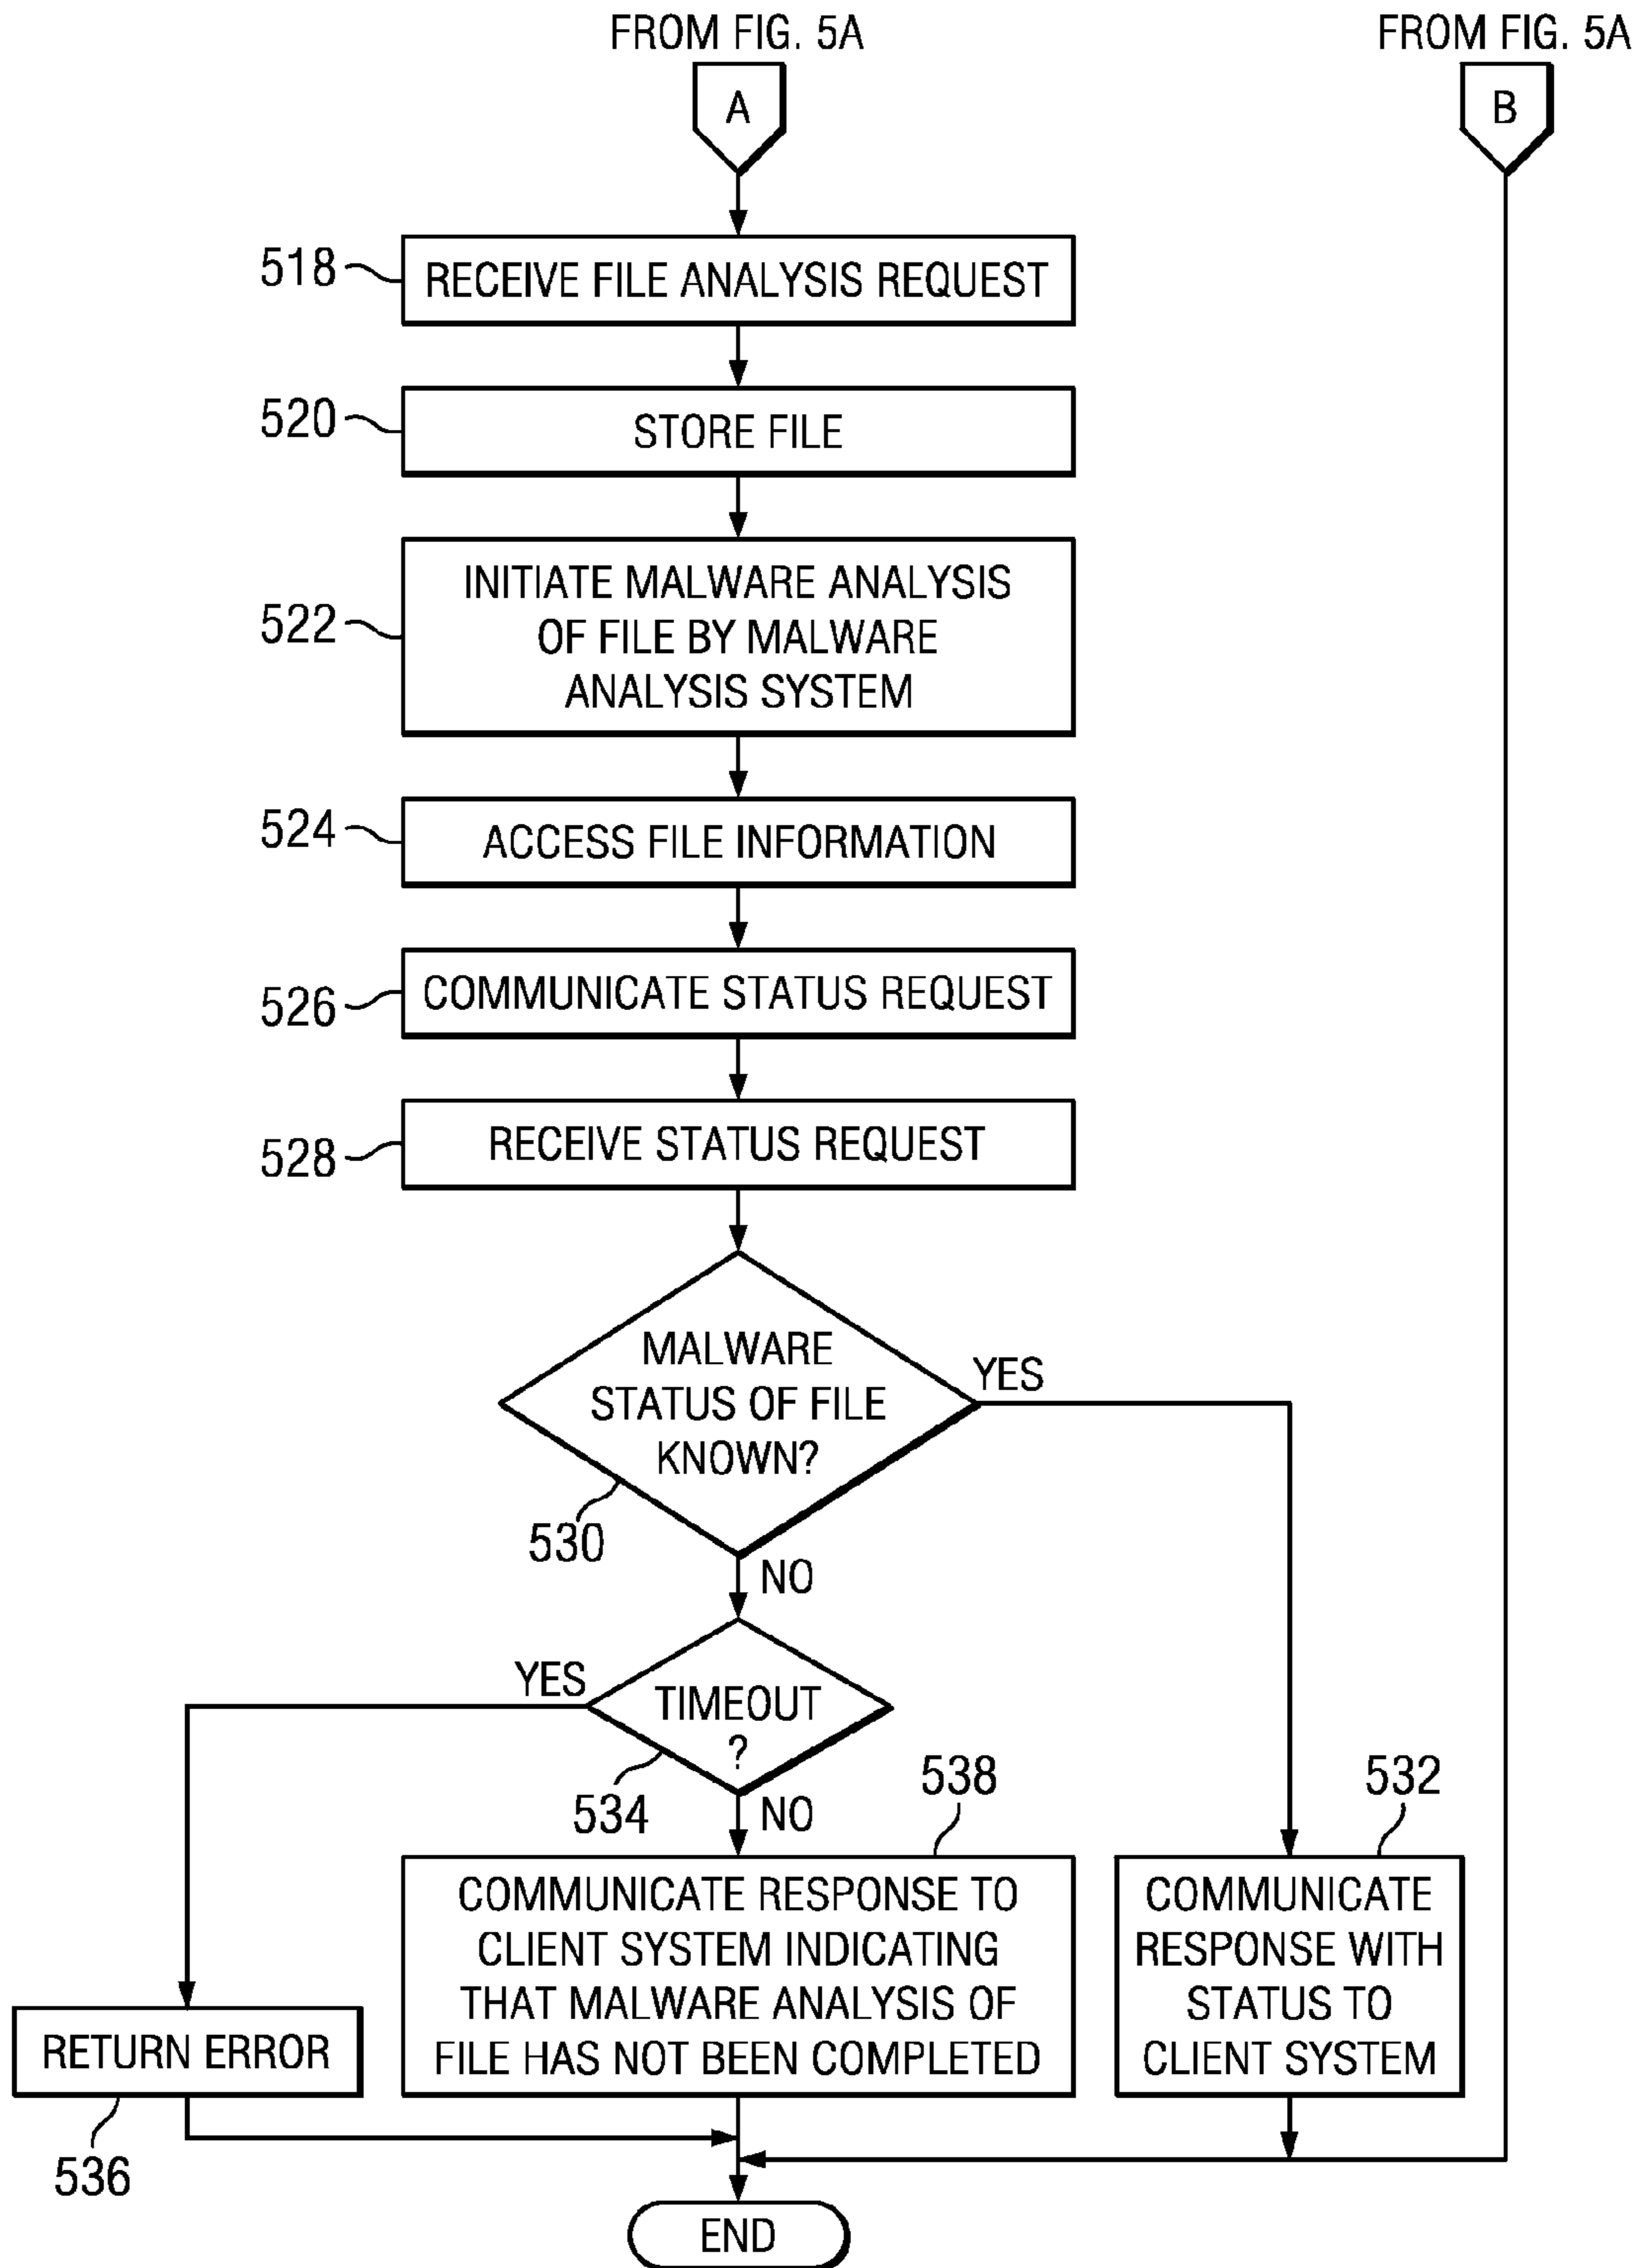 FROM FIG. 5A
FROM FIG. 5A
A
B
518
RECEIVE FILE ANALYSIS REQUEST
520
STORE FILE
522
INITIATE MALWARE ANALYSIS
OF FILE BY MALWARE
ANALYSIS SYSTEM
524
ACCESS FILE INFORMATION
526
COMMUNICATE STATUS REQUEST
528
RECEIVE STATUS REQUEST
MALWARE
STATUS OF FILE
KNOWN?
YES
530
NO
YES
TIMEOUT
?
534
NO
538
532
COMMUNICATE RESPONSE TO
CLIENT SYSTEM INDICATING
THAT MALWARE ANALYSIS OF
FILE HAS NOT BEEN COMPLETED
COMMUNICATE
RESPONSE WITH
STATUS TO
CLIENT SYSTEM
RETURN ERROR
536
END